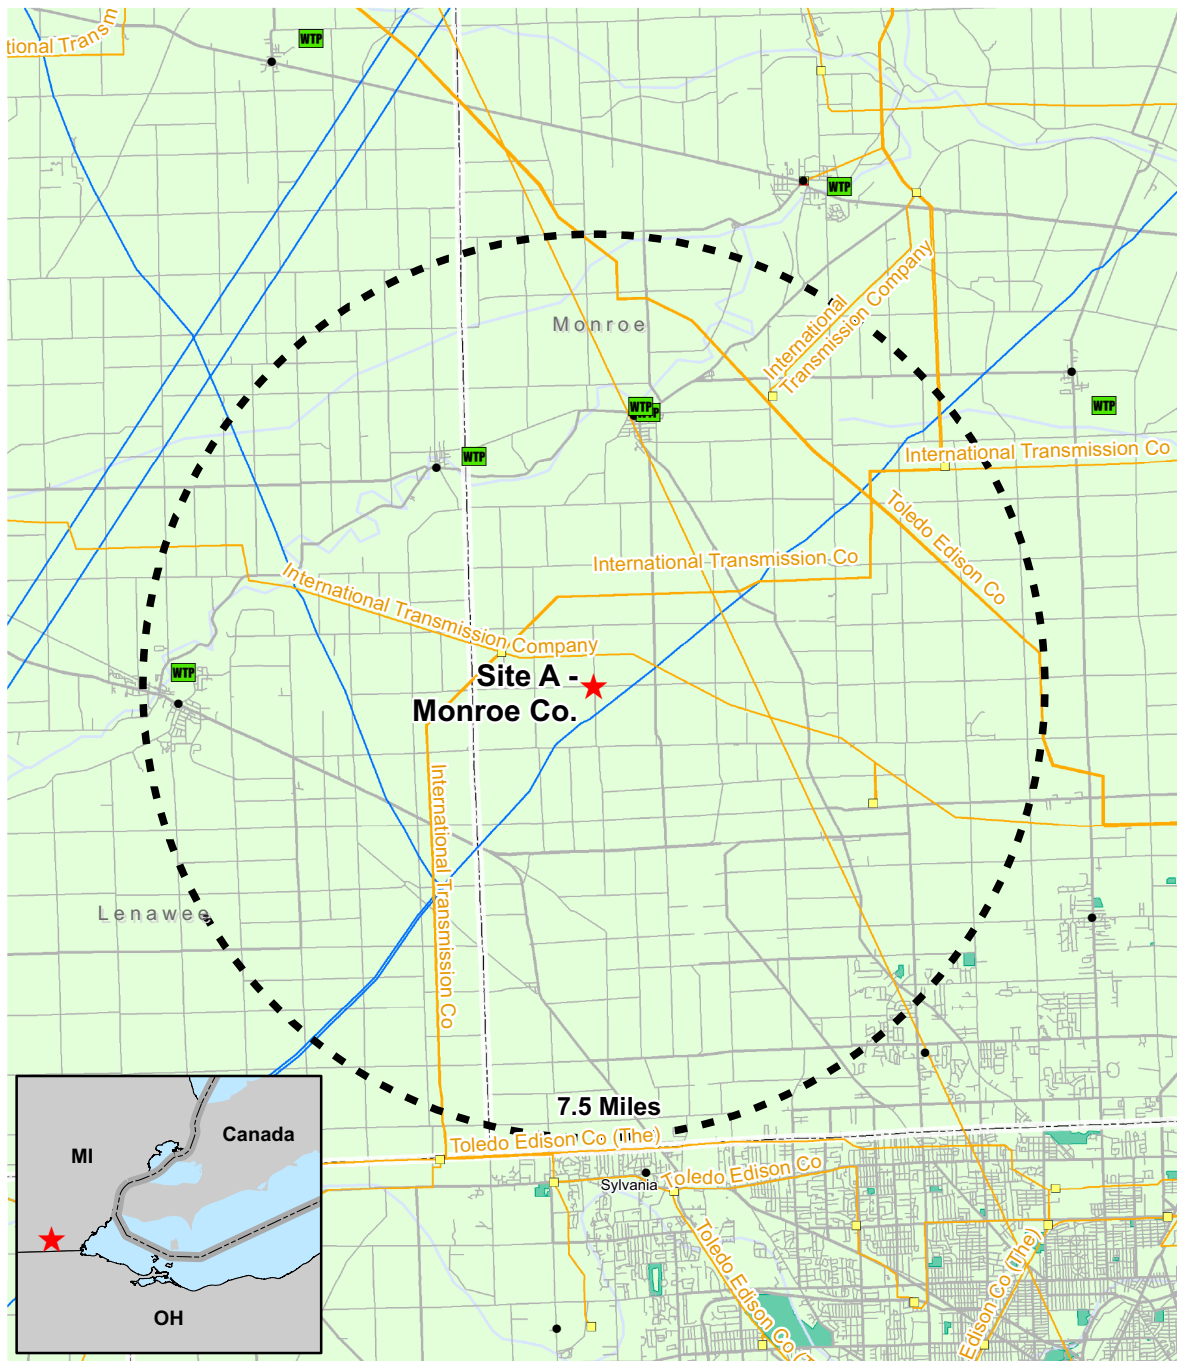 tional Transm
WTP
WTP
Monroe
International
Transmission Company
WTP
WTP
WTP
WTP
International Transmission Co
Toledo Edison Co
International Transmission Co
International Transmission Company
WTP
Site A -
Monroe Co.
International Transmission Co
Lenawee
7.5 Miles
Toledo Edison Co (The)
Sylvania
Toledo Edison Co
Toledo Edison Co (T
Edison Co (The)
MI
Canada
OH